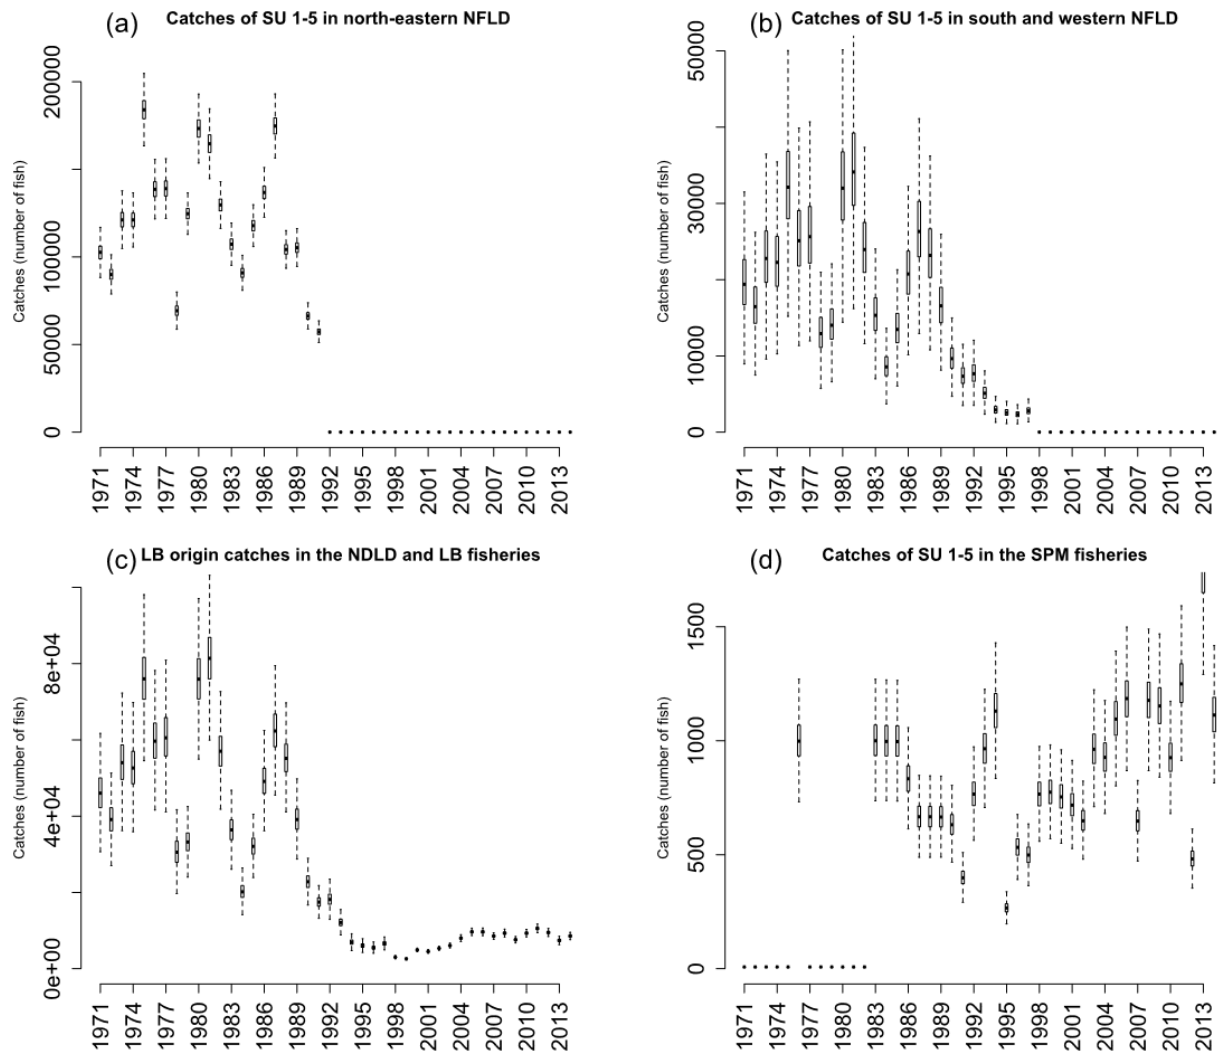 (a) Catches of SU 1-5 in north-eastern NFLD
Catches (number of fish)
200000
100000
50000
0
1971 1974 1977 1980 1983 1986 1989 1992 1995 1998 2001 2004 2007 2010 2013
(b) Catches of SU 1-5 in south and western NFLD
Catches (number of fish)
50000
30000
10000
0
1971 1974 1977 1980 1983 1986 1989 1992 1995 1998 2001 2004 2007 2010 2013
(c) LB origin catches in the NDLD and LB fisheries
Catches (number of fish)
8e+04
4e+04
0e+00
1971 1974 1977 1980 1983 1986 1989 1992 1995 1998 2001 2004 2007 2010 2013
(d) Catches of SU 1-5 in the SPM fisheries
Catches (number of fish)
1500
1000
500
0
1971 1974 1977 1980 1983 1986 1989 1992 1995 1998 2001 2004 2007 2010 2013